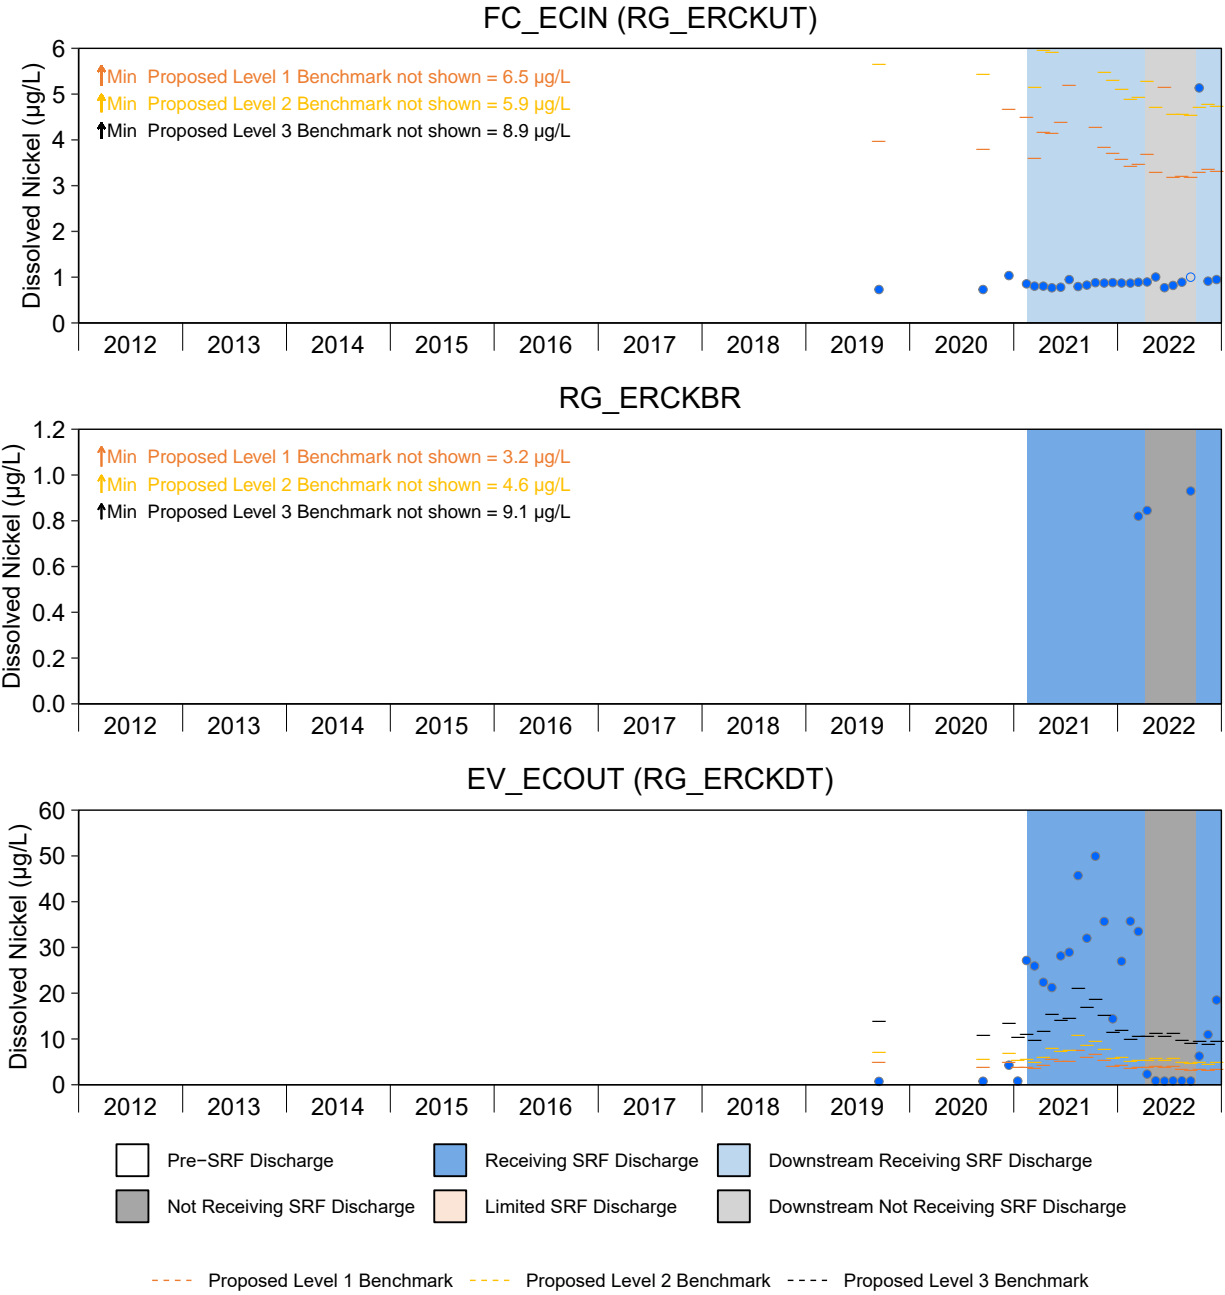 FC_ECIN (RG_ERCKUT)
Dissolved Nickel (µg/L)
6
5
4
3
2
1
0
Min Proposed Level 1 Benchmark not shown = 6.5 µg/L
Min Proposed Level 2 Benchmark not shown = 5.9 µg/L
Min Proposed Level 3 Benchmark not shown = 8.9 µg/L
2012 2013 2014 2015 2016 2017 2018 2019 2020 2021 2022
RG_ERCKBR
Dissolved Nickel (µg/L)
1.2
1.0
0.8
0.6
0.4
0.2
0.0
Min Proposed Level 1 Benchmark not shown = 3.2 µg/L
Min Proposed Level 2 Benchmark not shown = 4.6 µg/L
Min Proposed Level 3 Benchmark not shown = 9.1 µg/L
2012 2013 2014 2015 2016 2017 2018 2019 2020 2021 2022
EV_ECOUT (RG_ERCKDT)
Dissolved Nickel (µg/L)
60
50
40
30
20
10
0
2012 2013 2014 2015 2016 2017 2018 2019 2020 2021 2022
Pre−SRF Discharge Receiving SRF Discharge Downstream Receiving SRF Discharge
Not Receiving SRF Discharge Limited SRF Discharge Downstream Not Receiving SRF Discharge
Proposed Level 1 Benchmark Proposed Level 2 Benchmark Proposed Level 3 Benchmark